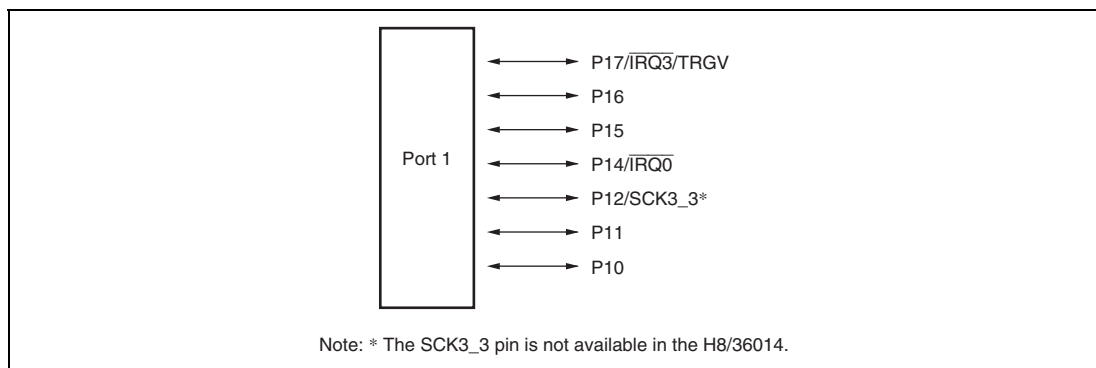 Port 1
P17/IRQ3/TRGV
P16
P15
P14/IRQ0
P12/SCK3_3*
P11
P10
Note: * The SCK3_3 pin is not available in the H8/36014.